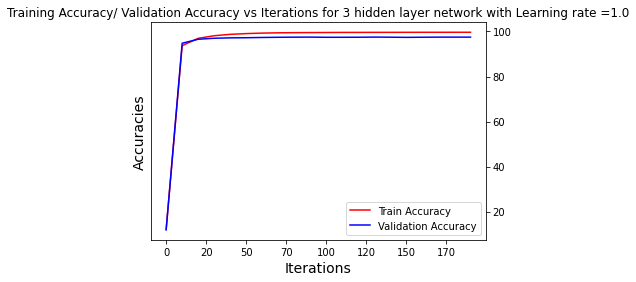 Training Accuracy/ Validation Accuracy vs Iterations for 3 hidden layer network with Learning rate =1.0
100
80
60
40
20
Accuracies
Train Accuracy
Validation Accuracy
0 20 50 70 100 120 150 170
Iterations